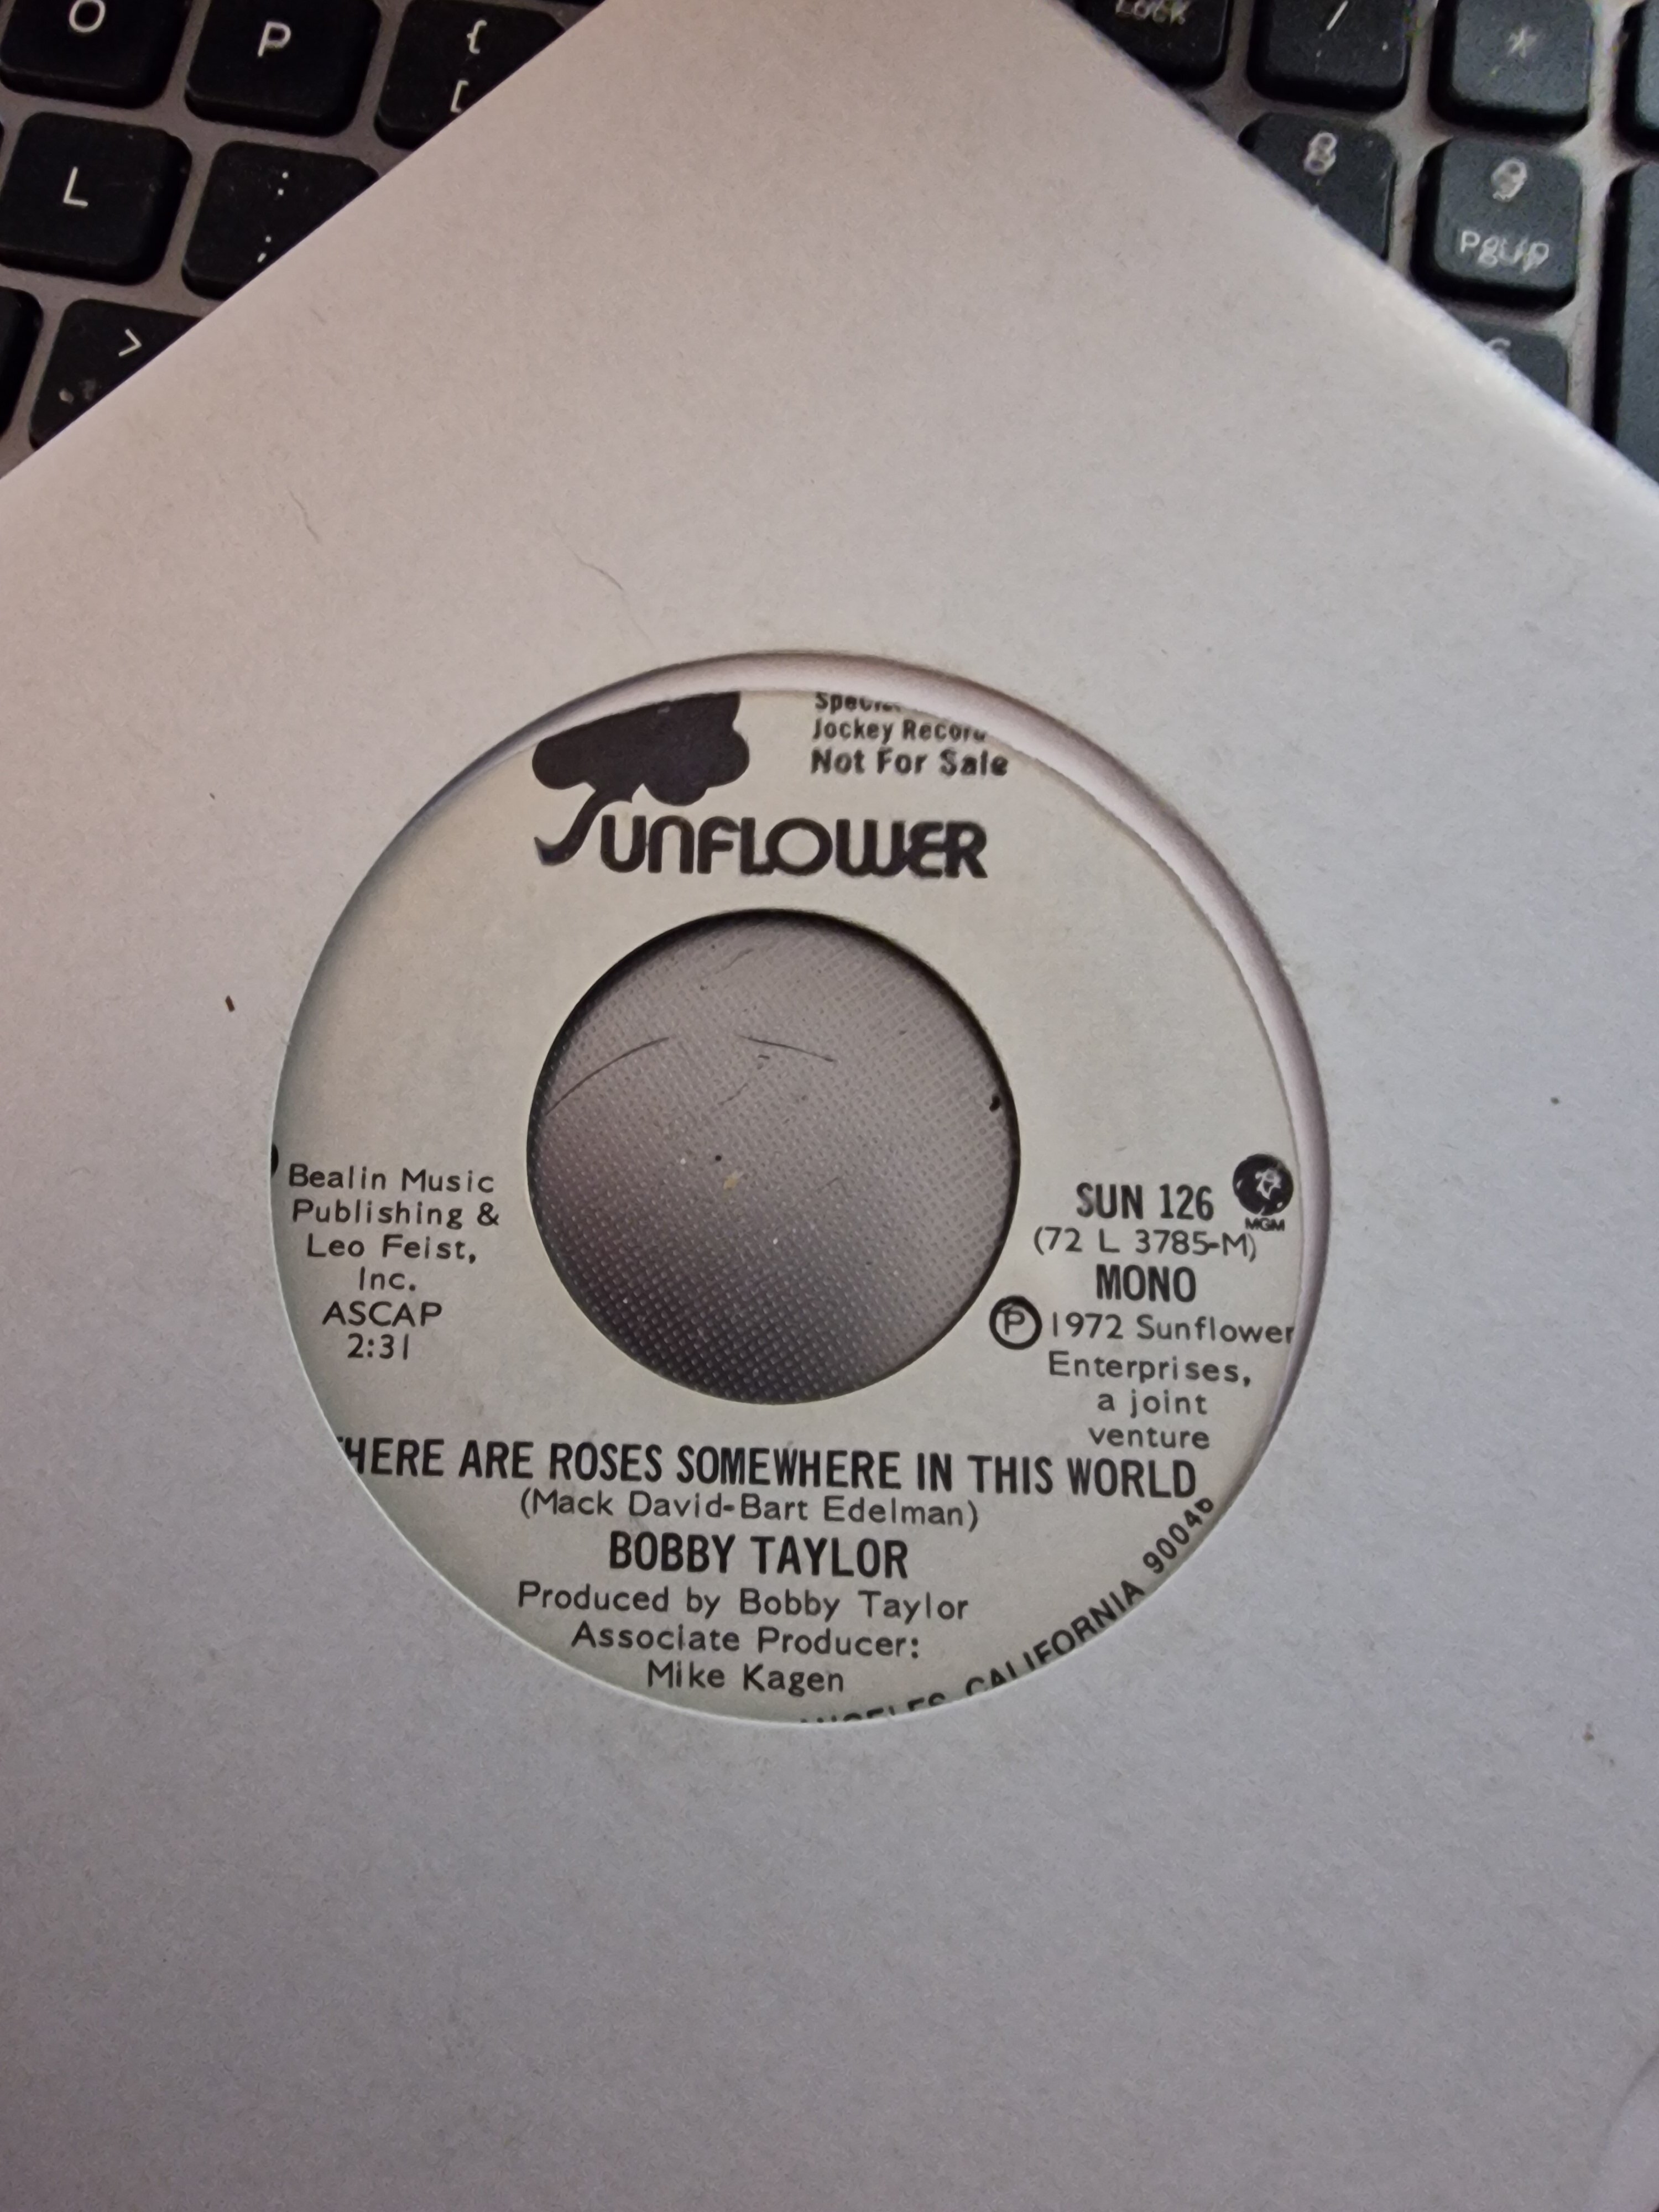 O
P
{
[
Lock
/
*
L
:
;
8
9
PgUp
>
Jockey Record
Not For Sale
SUNFLOWER
Bealin Music
Publishing &
Leo Feist,
Inc.
ASCAP
2:31
SUN 126
MGM
(72 L 3785-M)
MONO
Ⓟ 1972 Sunflower
Enterprises,
a joint
venture
HERE ARE ROSES SOMEWHERE IN THIS WORLD
(Mack David-Bart Edelman)
BOBBY TAYLOR
Produced by Bobby Taylor
Associate Producer:
Mike Kagen
ANGELES, CALIFORNIA 90046